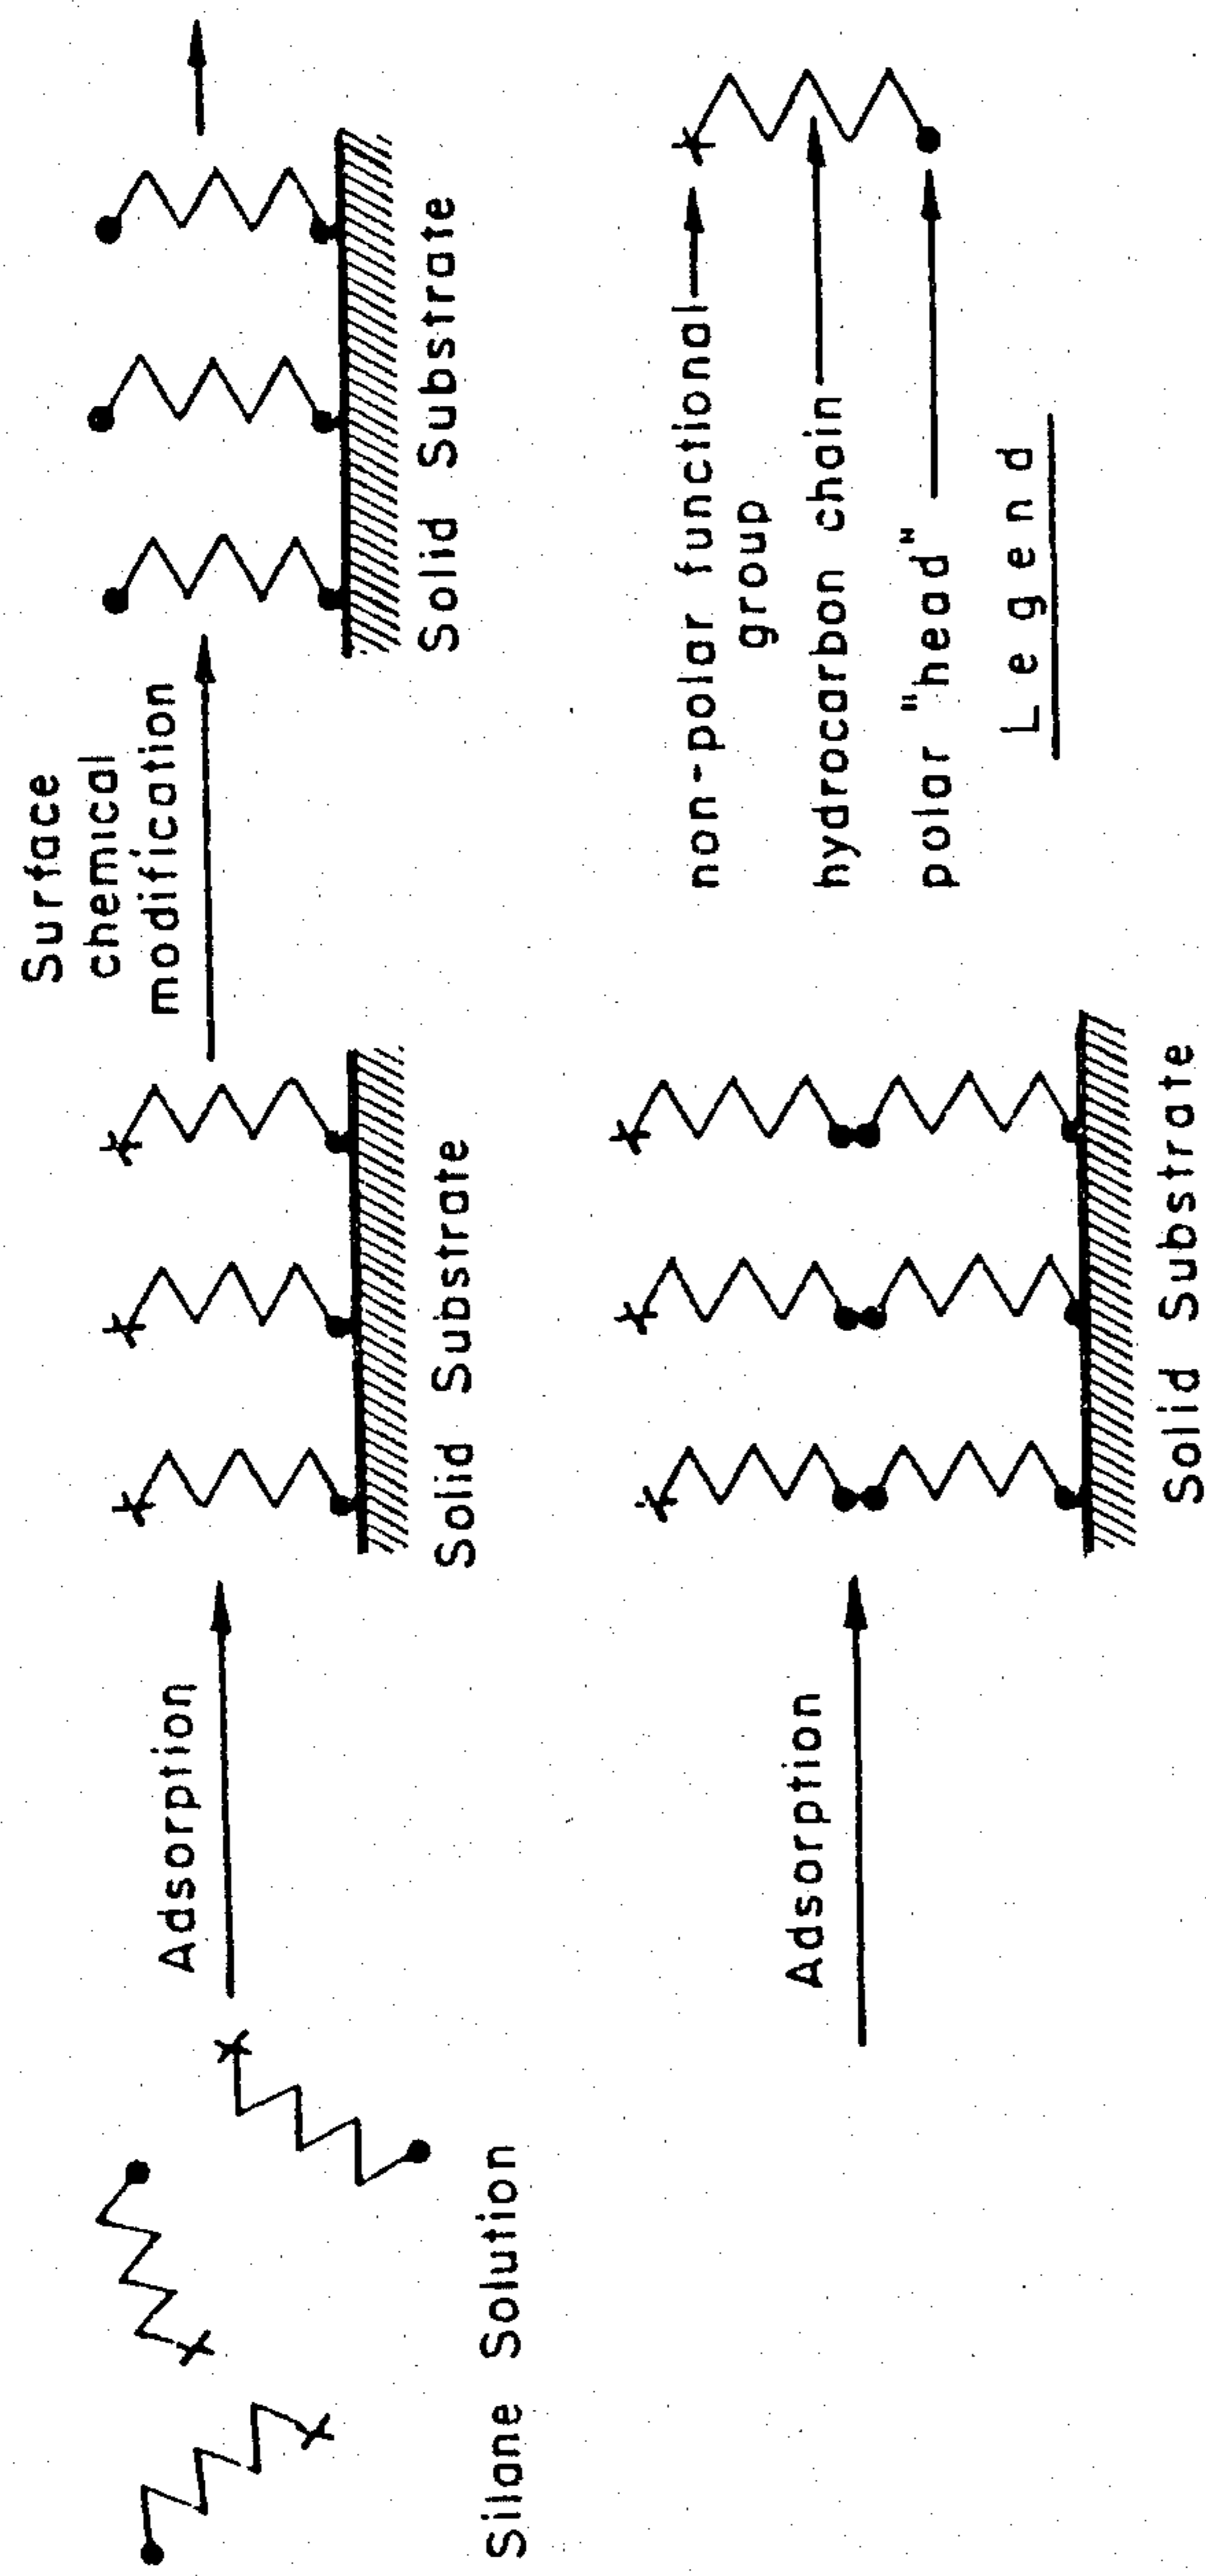 Silane Solution
Adsorption
Solid Substrate
Surface
chemical
modification
Solid Substrate
Adsorption
Solid Substrate
non-polar functional
group
hydrocarbon chain
polar "head"
Legend